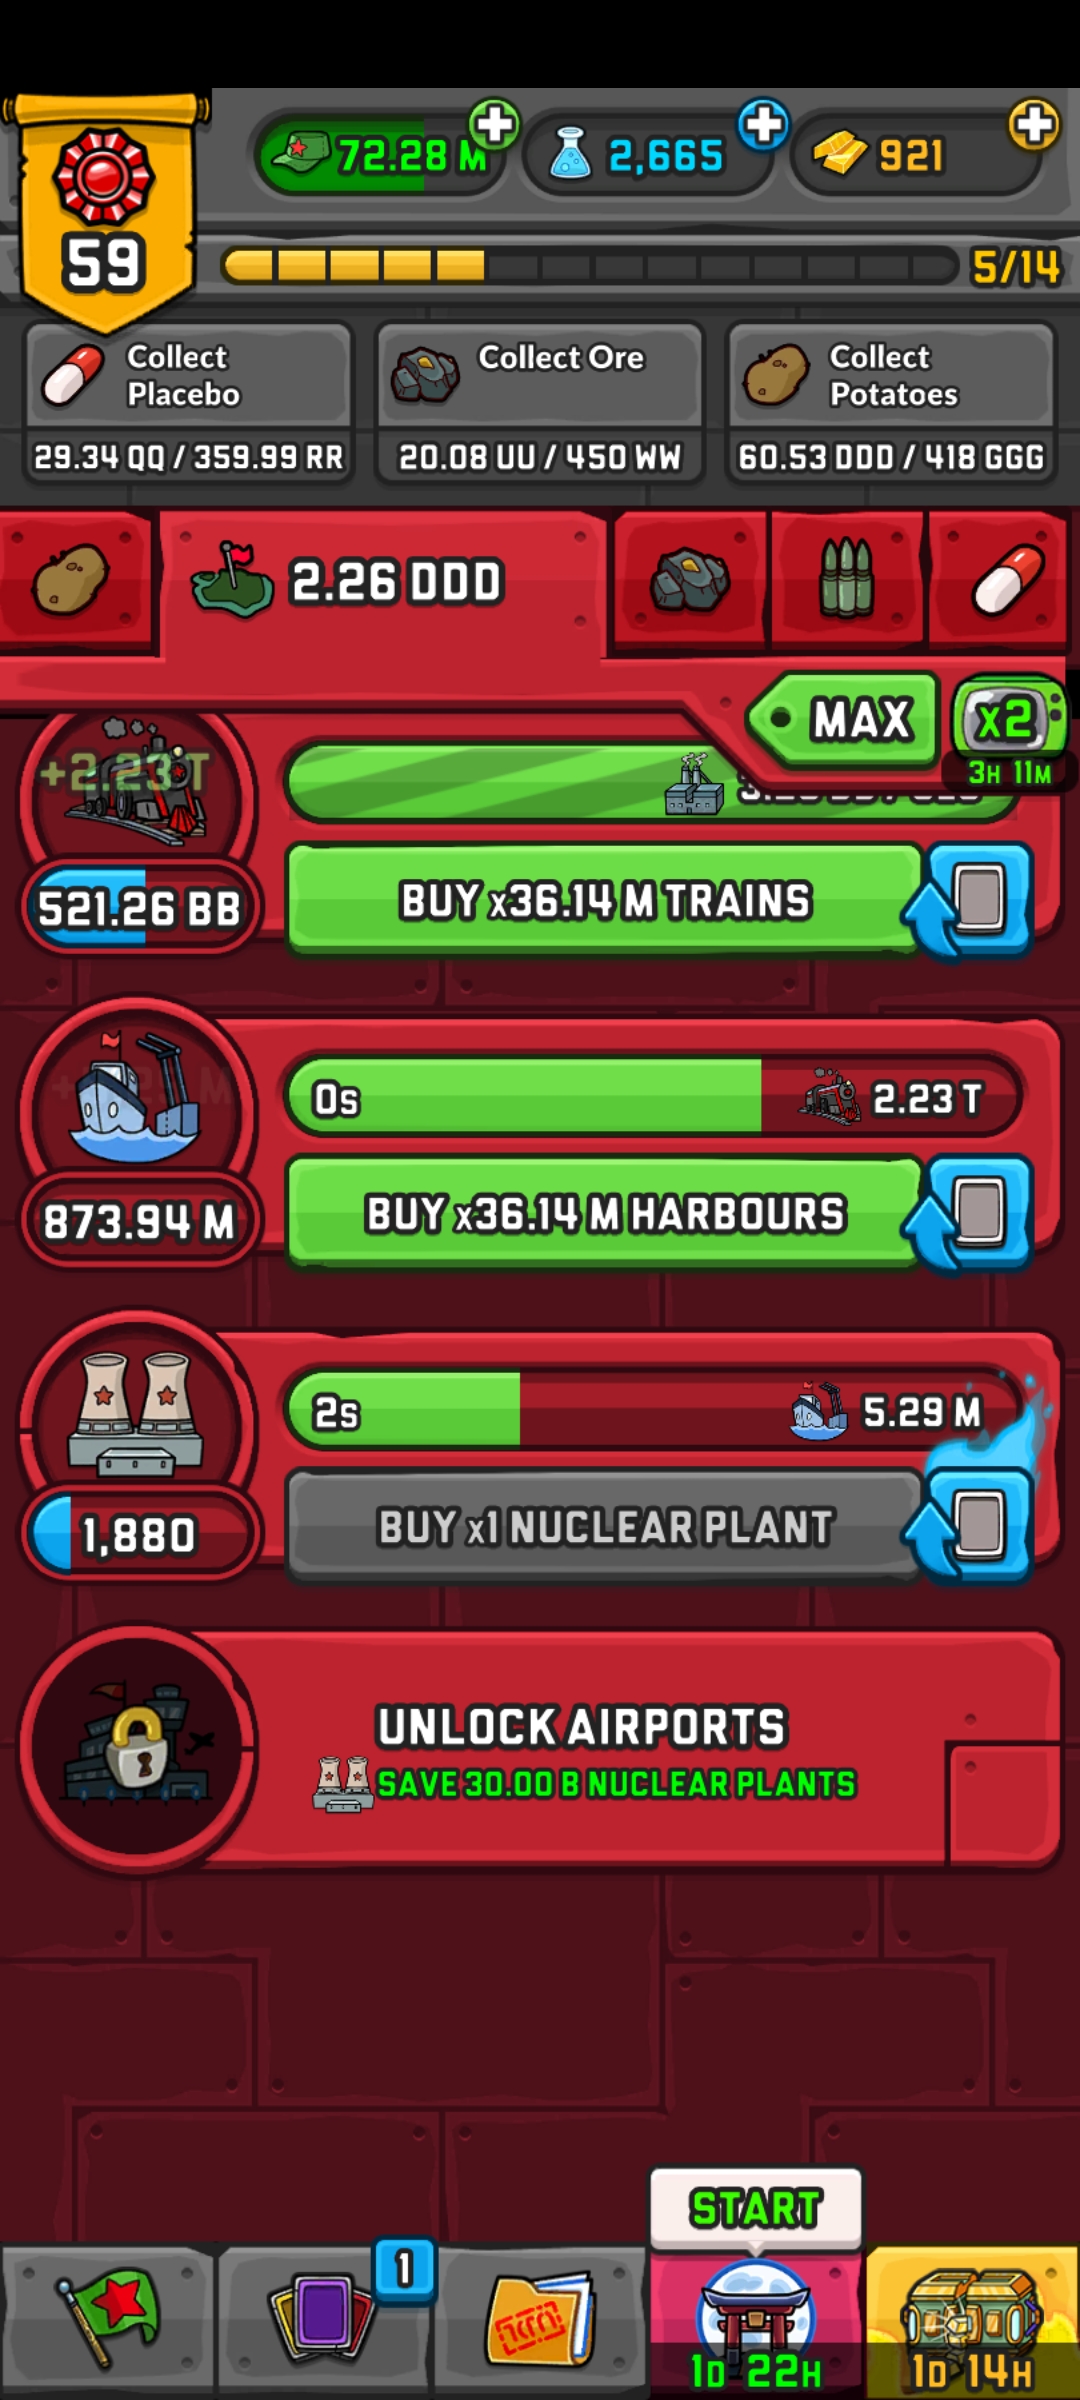 72.28 M
2,665
921
59
5/14
Collect Placebo
29.34 QQ / 359.99 RR
Collect Ore
20.08 UU / 450 WW
Collect Potatoes
60.53 DDD / 418 GGG
2.26 DDD
MAX
x2
3H 11M
+2.23 T
521.26 BB
BUY x36.14 M TRAINS
0s
2.23 T
873.94 M
BUY x36.14 M HARBOURS
2s
5.29 M
1,880
BUY x1 NUCLEAR PLANT
UNLOCK AIRPORTS
SAVE 30.00 B NUCLEAR PLANTS
START
1
1D 22H
1D 14H